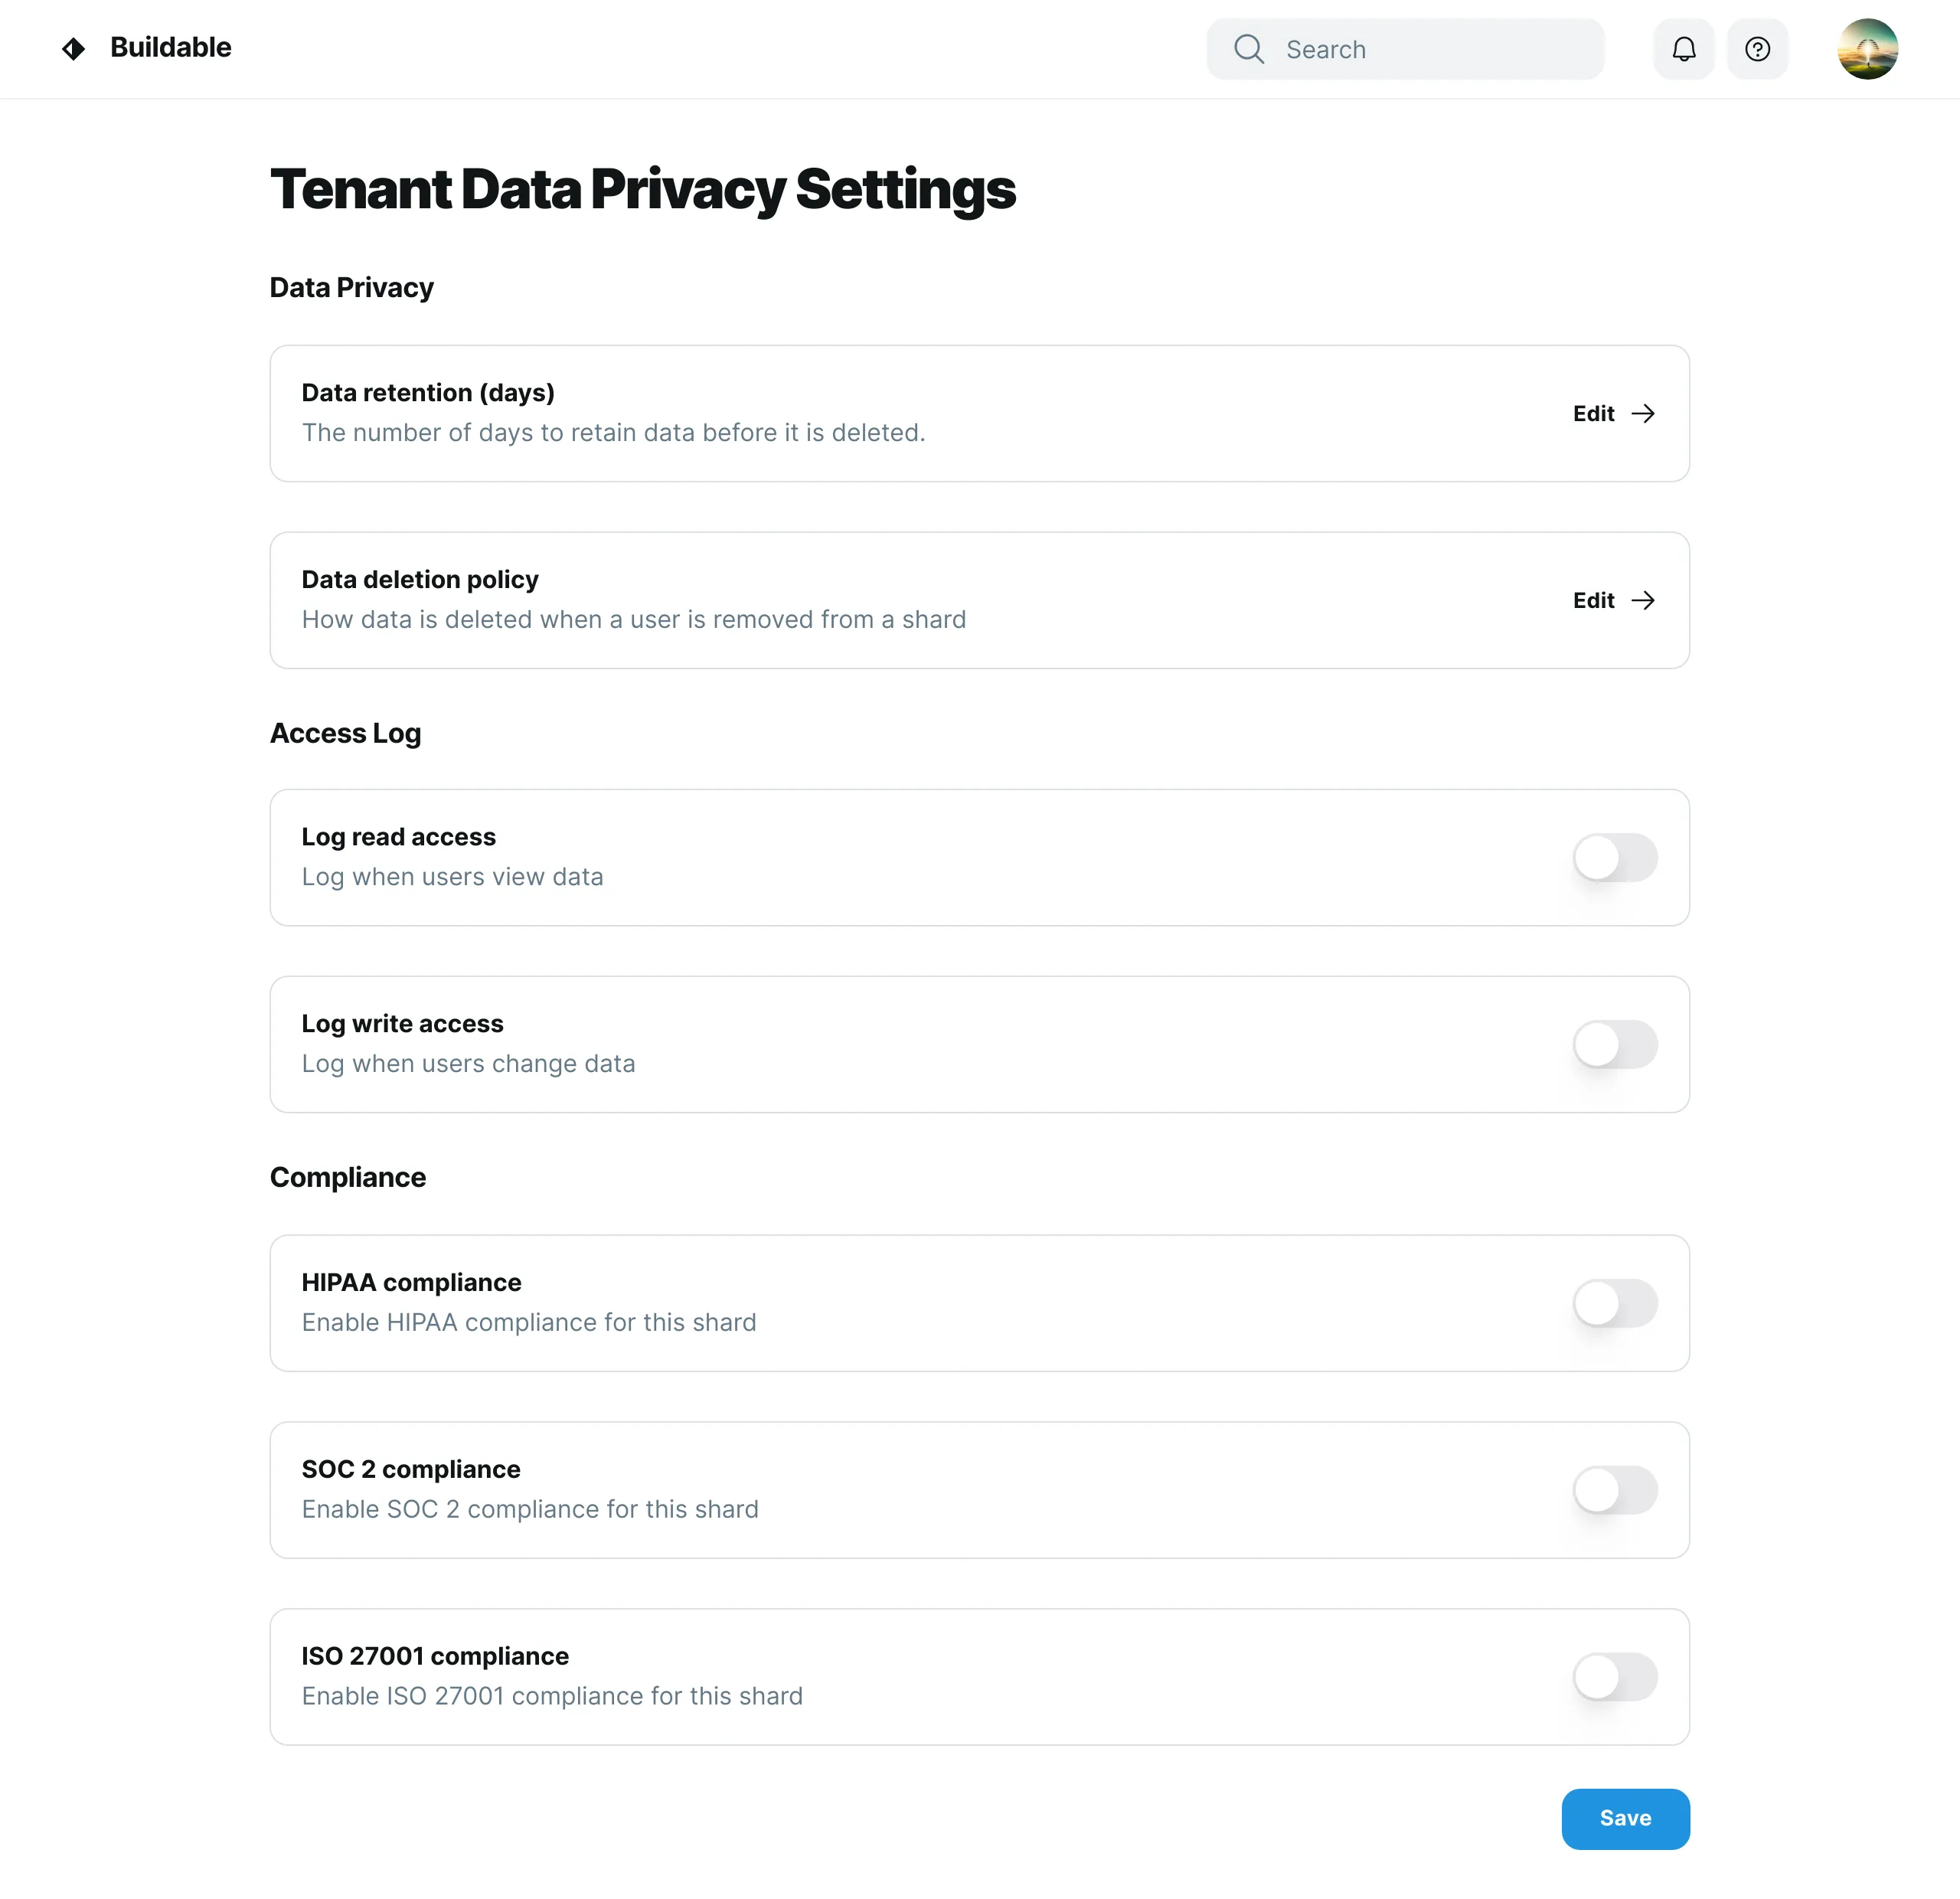 Buildable
Search
Tenant Data Privacy Settings
Data Privacy
Data retention (days)
The number of days to retain data before it is deleted.
Edit
Data deletion policy
How data is deleted when a user is removed from a shard
Edit
Access Log
Log read access
Log when users view data
Log write access
Log when users change data
Compliance
HIPAA compliance
Enable HIPAA compliance for this shard
SOC 2 compliance
Enable SOC 2 compliance for this shard
ISO 27001 compliance
Enable ISO 27001 compliance for this shard
Save